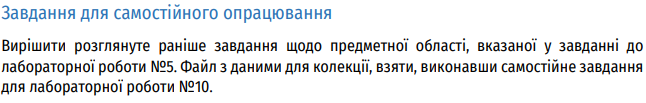 Завдання для самостійного опрацювання
Вирішити розглянуте раніше завдання щодо предметної області, вказаної у завданні до
лабораторної роботи №5. Файл з даними для колекції, взяти, виконавши самостійне завдання
для лабораторної роботи №10.